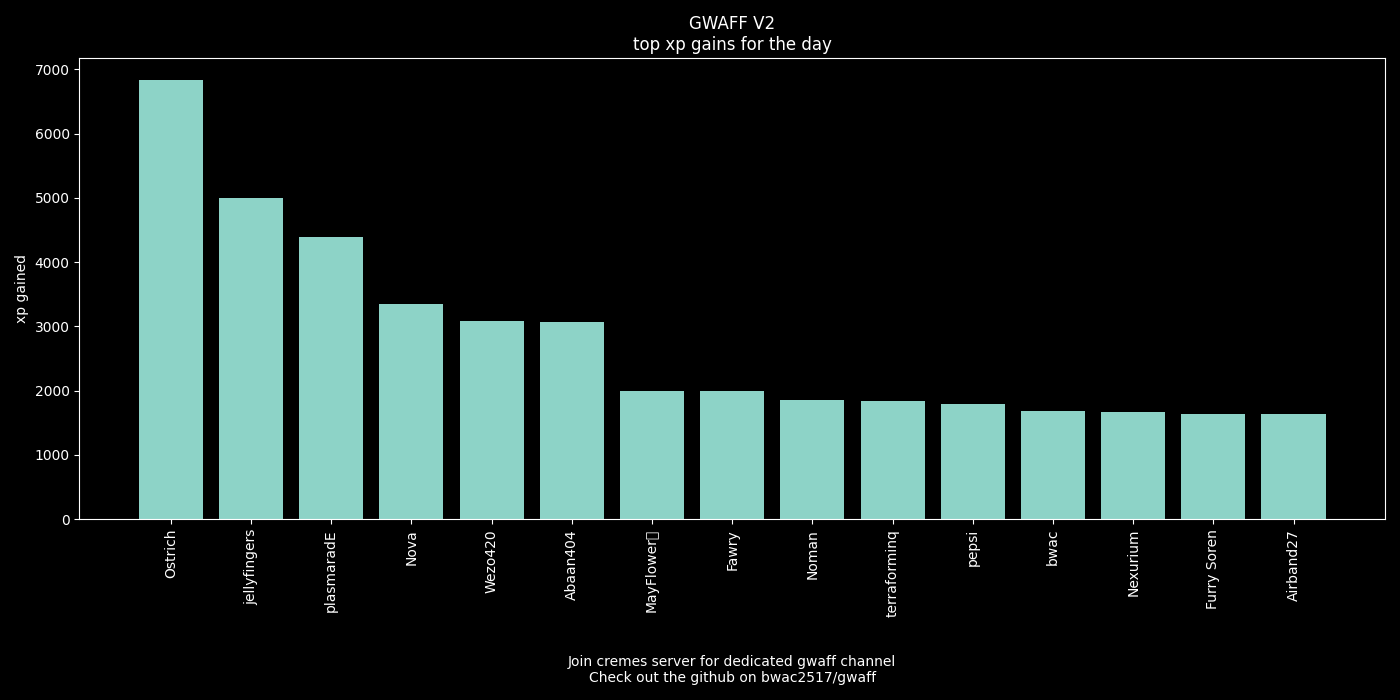 GWAFF V2
top xp gains for the day
7000
6000
5000
4000
3000
2000
1000
0
xp gained
Ostrich
jellyfingers
plasmaradE
Nova
Wezo420
Abaan404
MayFlower
Fawry
Noman
terraforminq
pepsi
bwac
Nexurium
Furry Soren
Airband27
Join cremes server for dedicated gwaff channel
Check out the github on bwac2517/gwaff